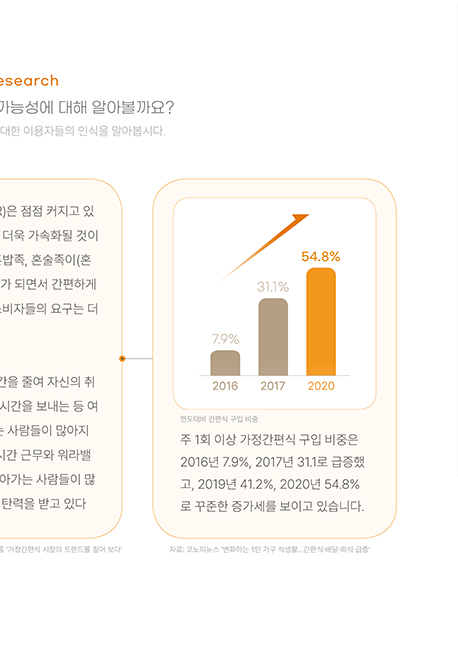 esearch
가능성에 대해 알아볼까요?
대한 이용자들의 인식을 알아봅시다.
R)은 점점 커지고 있
더욱 가속화될 것이
혼밥족, 혼술족이(혼
가 되면서 간편하게
소비자들의 요구는 더
간을 줄여 자신의 취
시간을 보내는 등 여
는 사람들이 많아지
시간 근무와 워라밸
아가는 사람들이 많
탄력을 받고 있다
'가정간편식 시장의 트렌드를 짚어 보다'
54.8%
31.1%
7.9%
2016 2017 2020
연도대비 간편식 구입 비중
주 1회 이상 가정간편식 구입 비중은
2016년 7.9%, 2017년 31.1로 급증했
고, 2019년 41.2%, 2020년 54.8%
로 꾸준한 증가세를 보이고 있습니다.
자료: 코노미뉴스 '변화하는 1인 가구 식생활...간편식·배달·외식 급증'